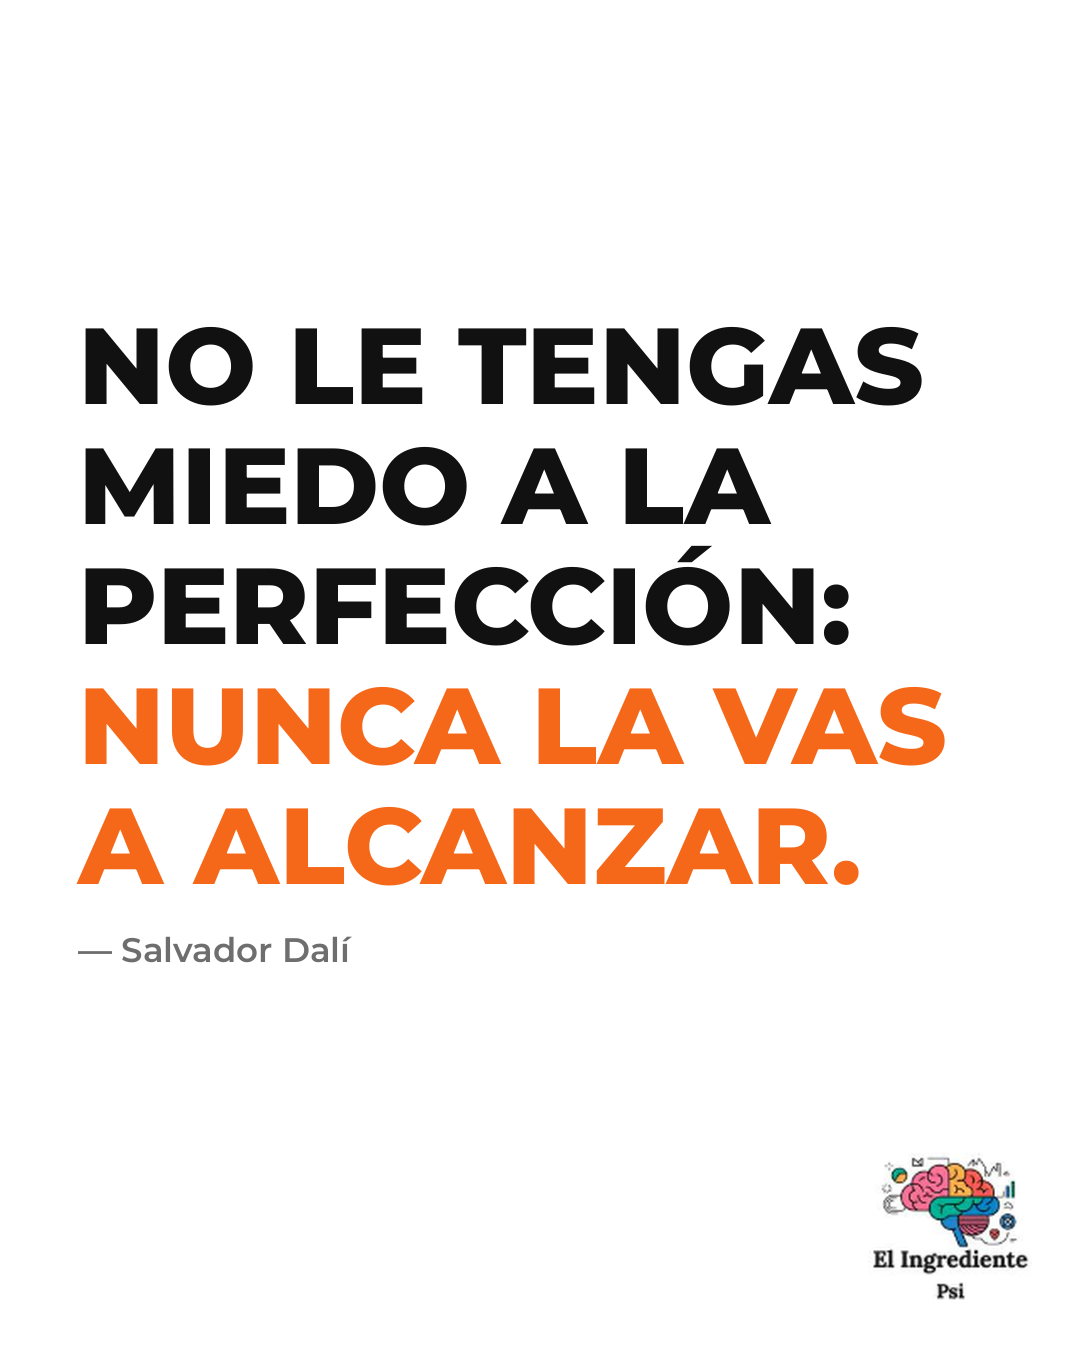 NO LE TENGAS
MIEDO A LA
PERFECCIÓN:
NUNCA LA VAS
A ALCANZAR.
— Salvador Dalí
El Ingrediente
Psi